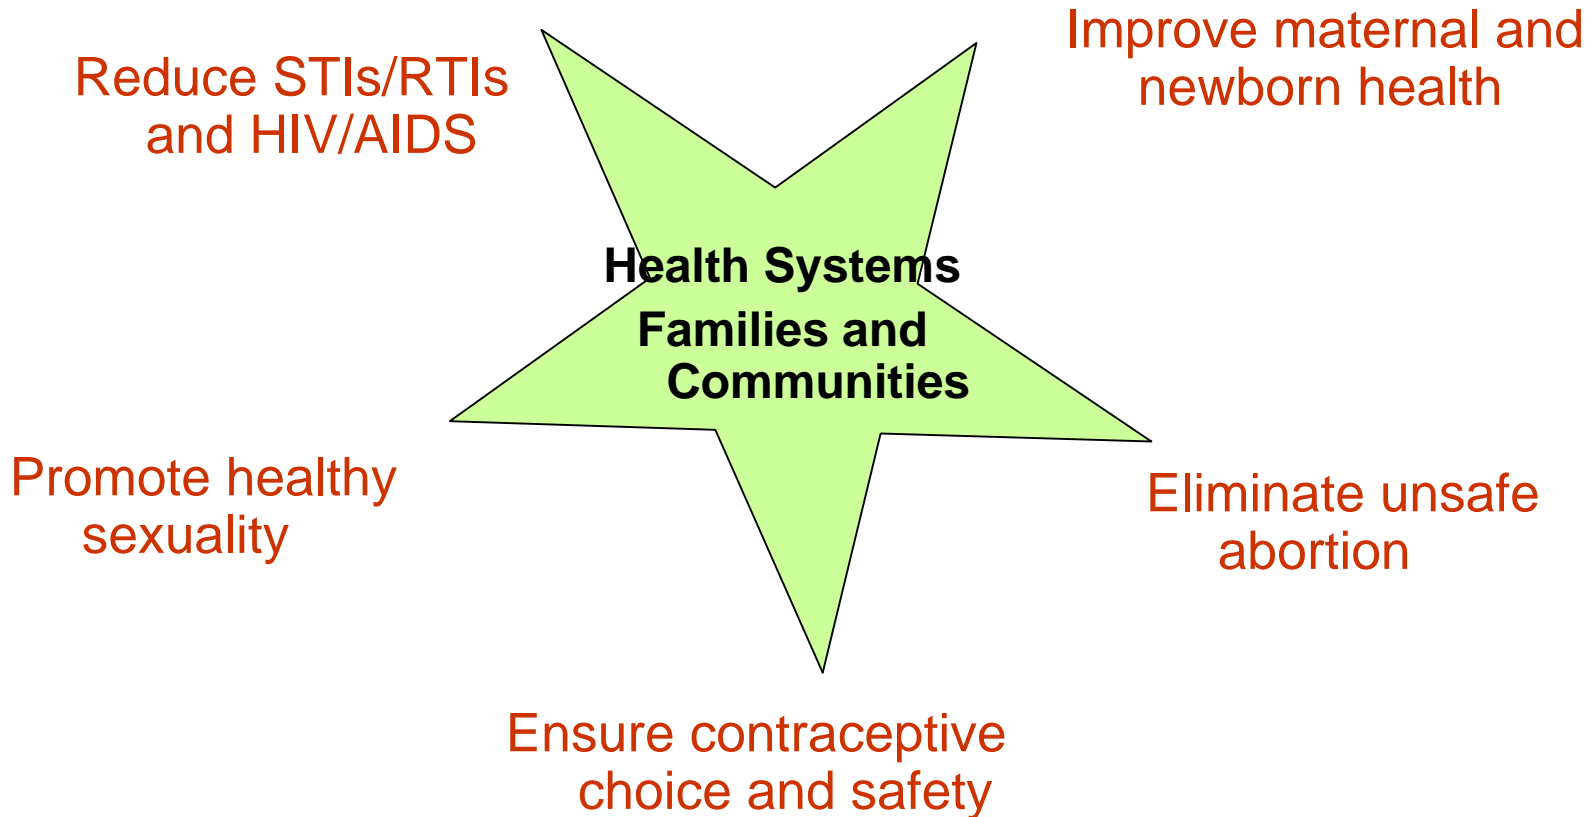 Improve maternal and
newborn health
Reduce STIs/RTIs
and HIV/AIDS
Health Systems
Families and
Communities
Promote healthy
sexuality
Eliminate unsafe
abortion
Ensure contraceptive
choice and safety